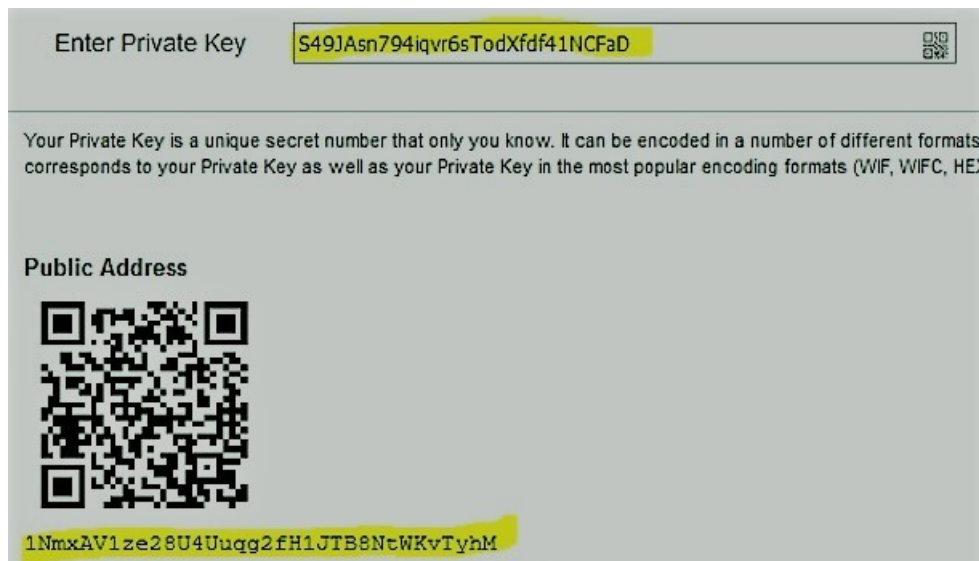 Enter Private Key S49JAsn794iqvr6sTodXfdf41NCFaD
Your Private Key is a unique secret number that only you know. It can be encoded in a number of different formats
corresponds to your Private Key as well as your Private Key in the most popular encoding formats (WIF, WIFC, HEX
Public Address
1NmxAV1ze28U4Uuqg2fH1JTB8NtWKvTyhM